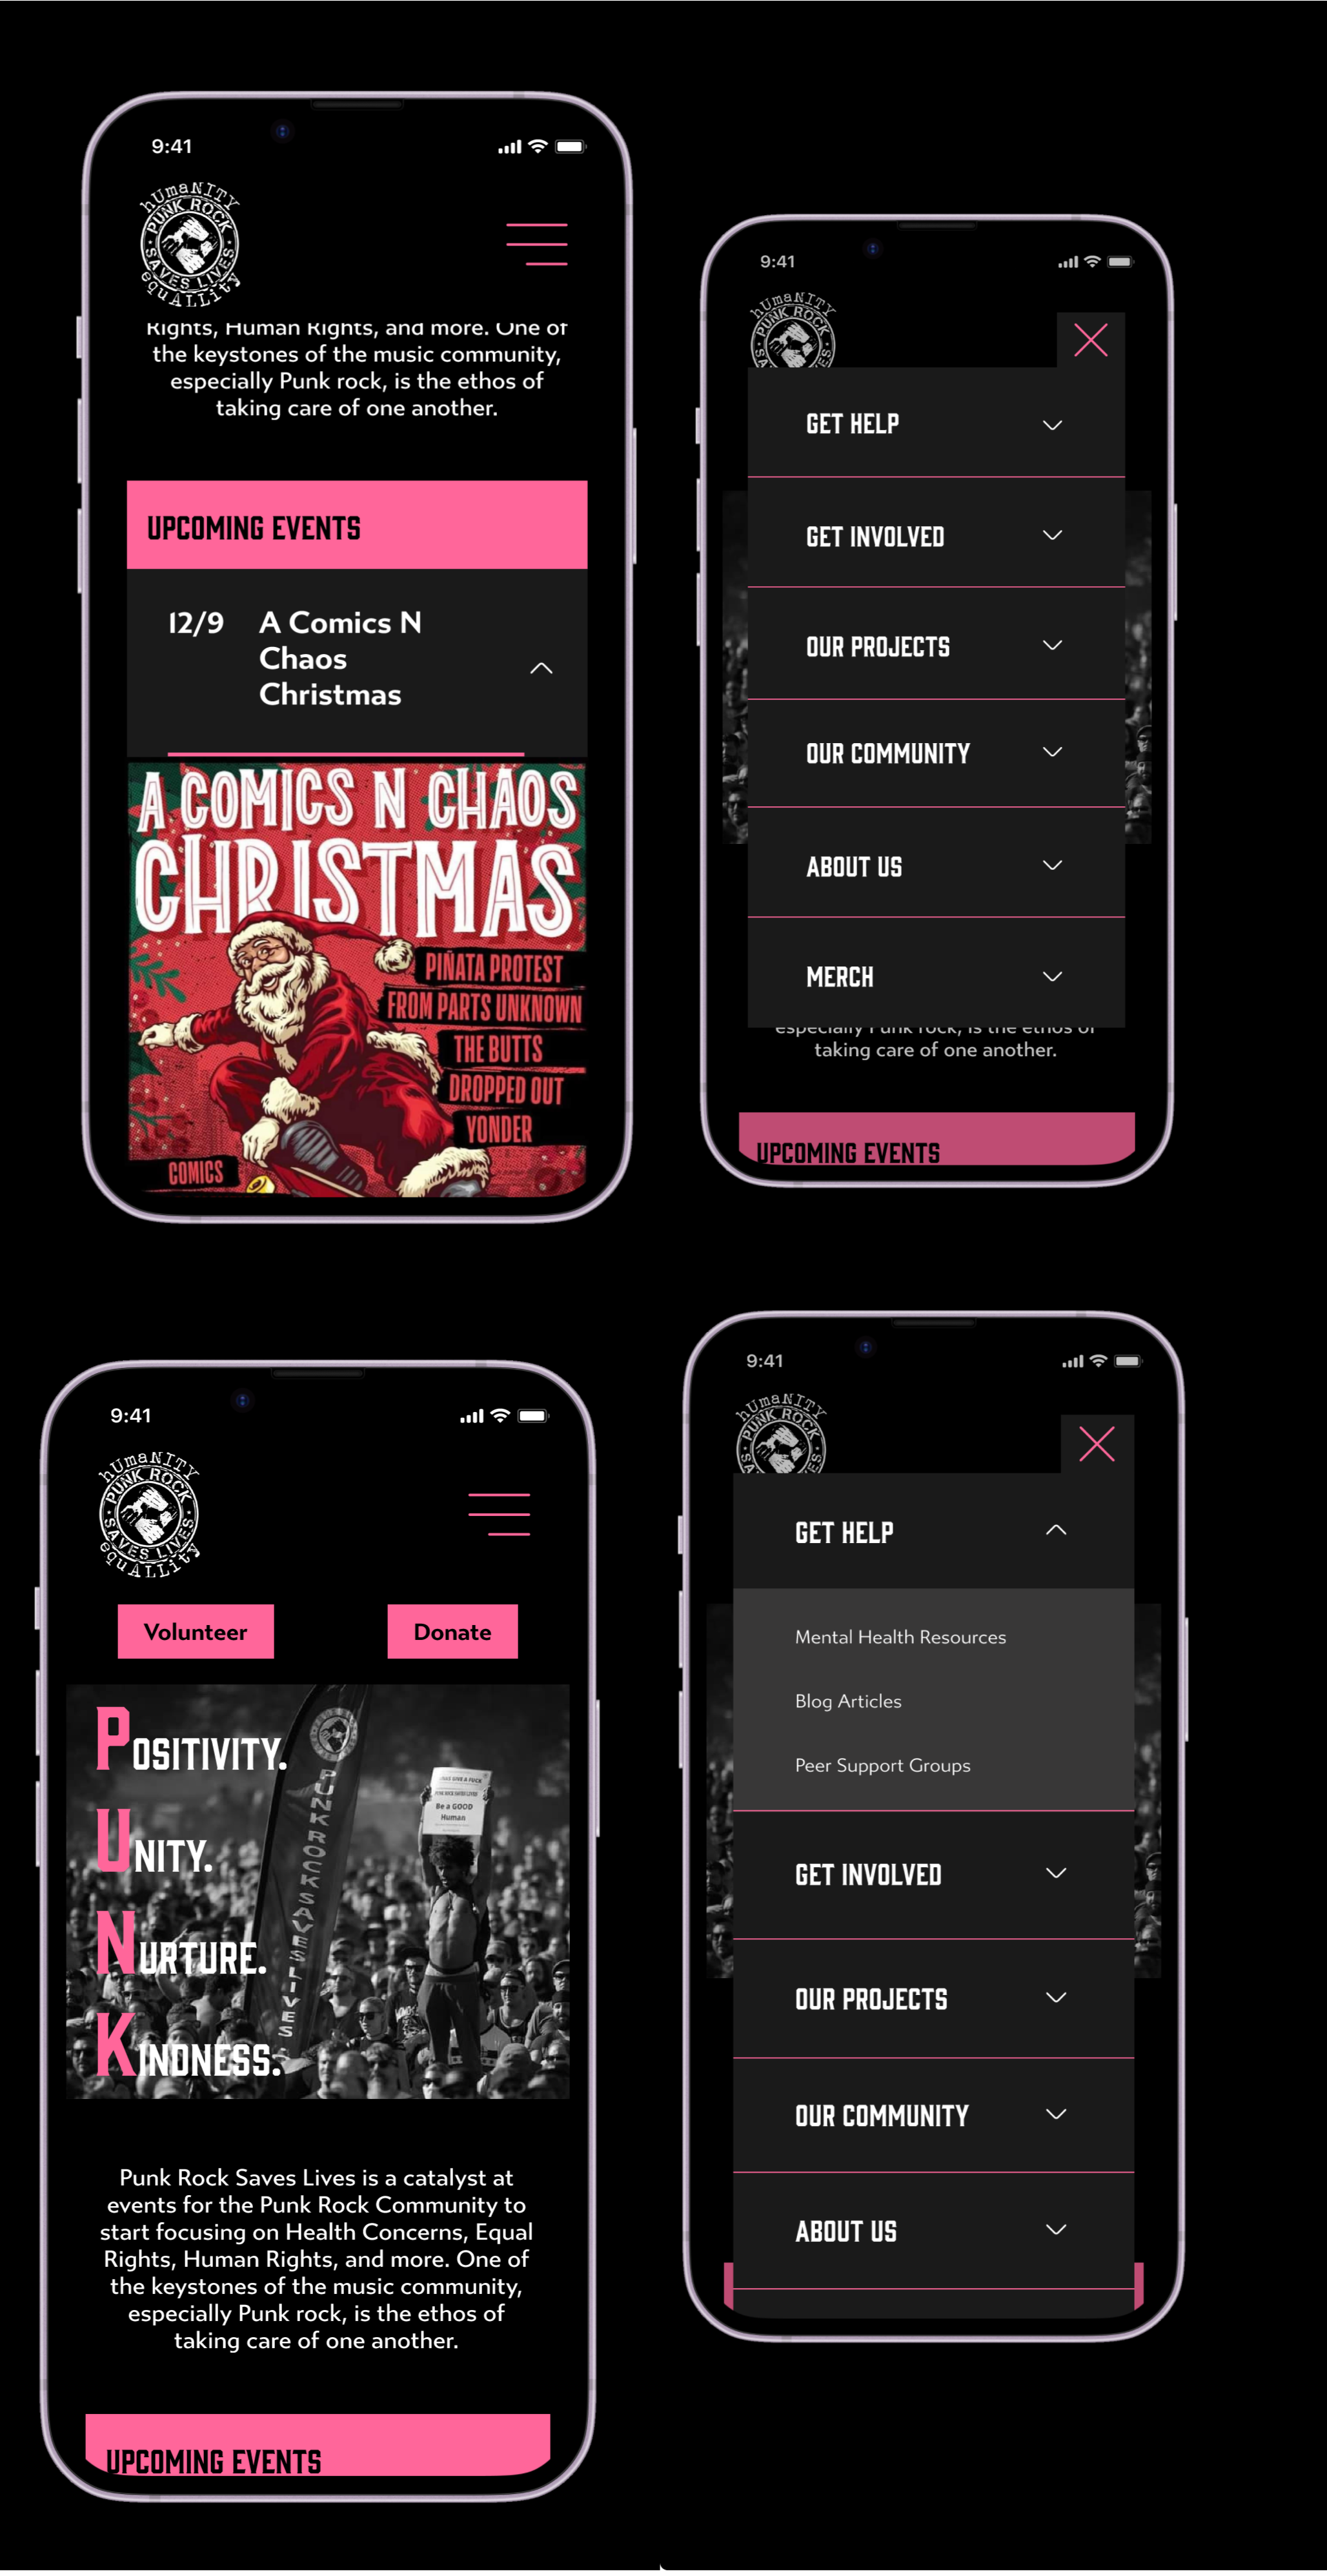 9:41
hUmaNITy
PUNK ROCK
SAVES LIVES
equALLity
Rights, Human Rights, and more. One of
the keystones of the music community,
especially Punk rock, is the ethos of
taking care of one another.
UPCOMING EVENTS
12/9 A Comics N
Chaos
Christmas
A COMICS N CHAOS
CHRISTMAS
PIÑATA PROTEST
FROM PARTS UNKNOWN
THE BUTTS
DROPPED OUT
YONDER
COMICS
9:41
hUmaNITy
PUNK ROCK
GET HELP
GET INVOLVED
OUR PROJECTS
OUR COMMUNITY
ABOUT US
MERCH
especially Punk rock, is the ethos of
taking care of one another.
UPCOMING EVENTS
9:41
hUmaNITy
PUNK ROCK
SAVES LIVES
equALLity
Volunteer Donate
POSITIVITY.
UNITY.
NURTURE.
KINDNESS.
PUNK ROCK SAVES LIVES
Be a GOOD
Human
Punk Rock Saves Lives is a catalyst at
events for the Punk Rock Community to
start focusing on Health Concerns, Equal
Rights, Human Rights, and more. One of
the keystones of the music community,
especially Punk rock, is the ethos of
taking care of one another.
UPCOMING EVENTS
9:41
hUmaNITy
PUNK ROCK
GET HELP
Mental Health Resources
Blog Articles
Peer Support Groups
GET INVOLVED
OUR PROJECTS
OUR COMMUNITY
ABOUT US